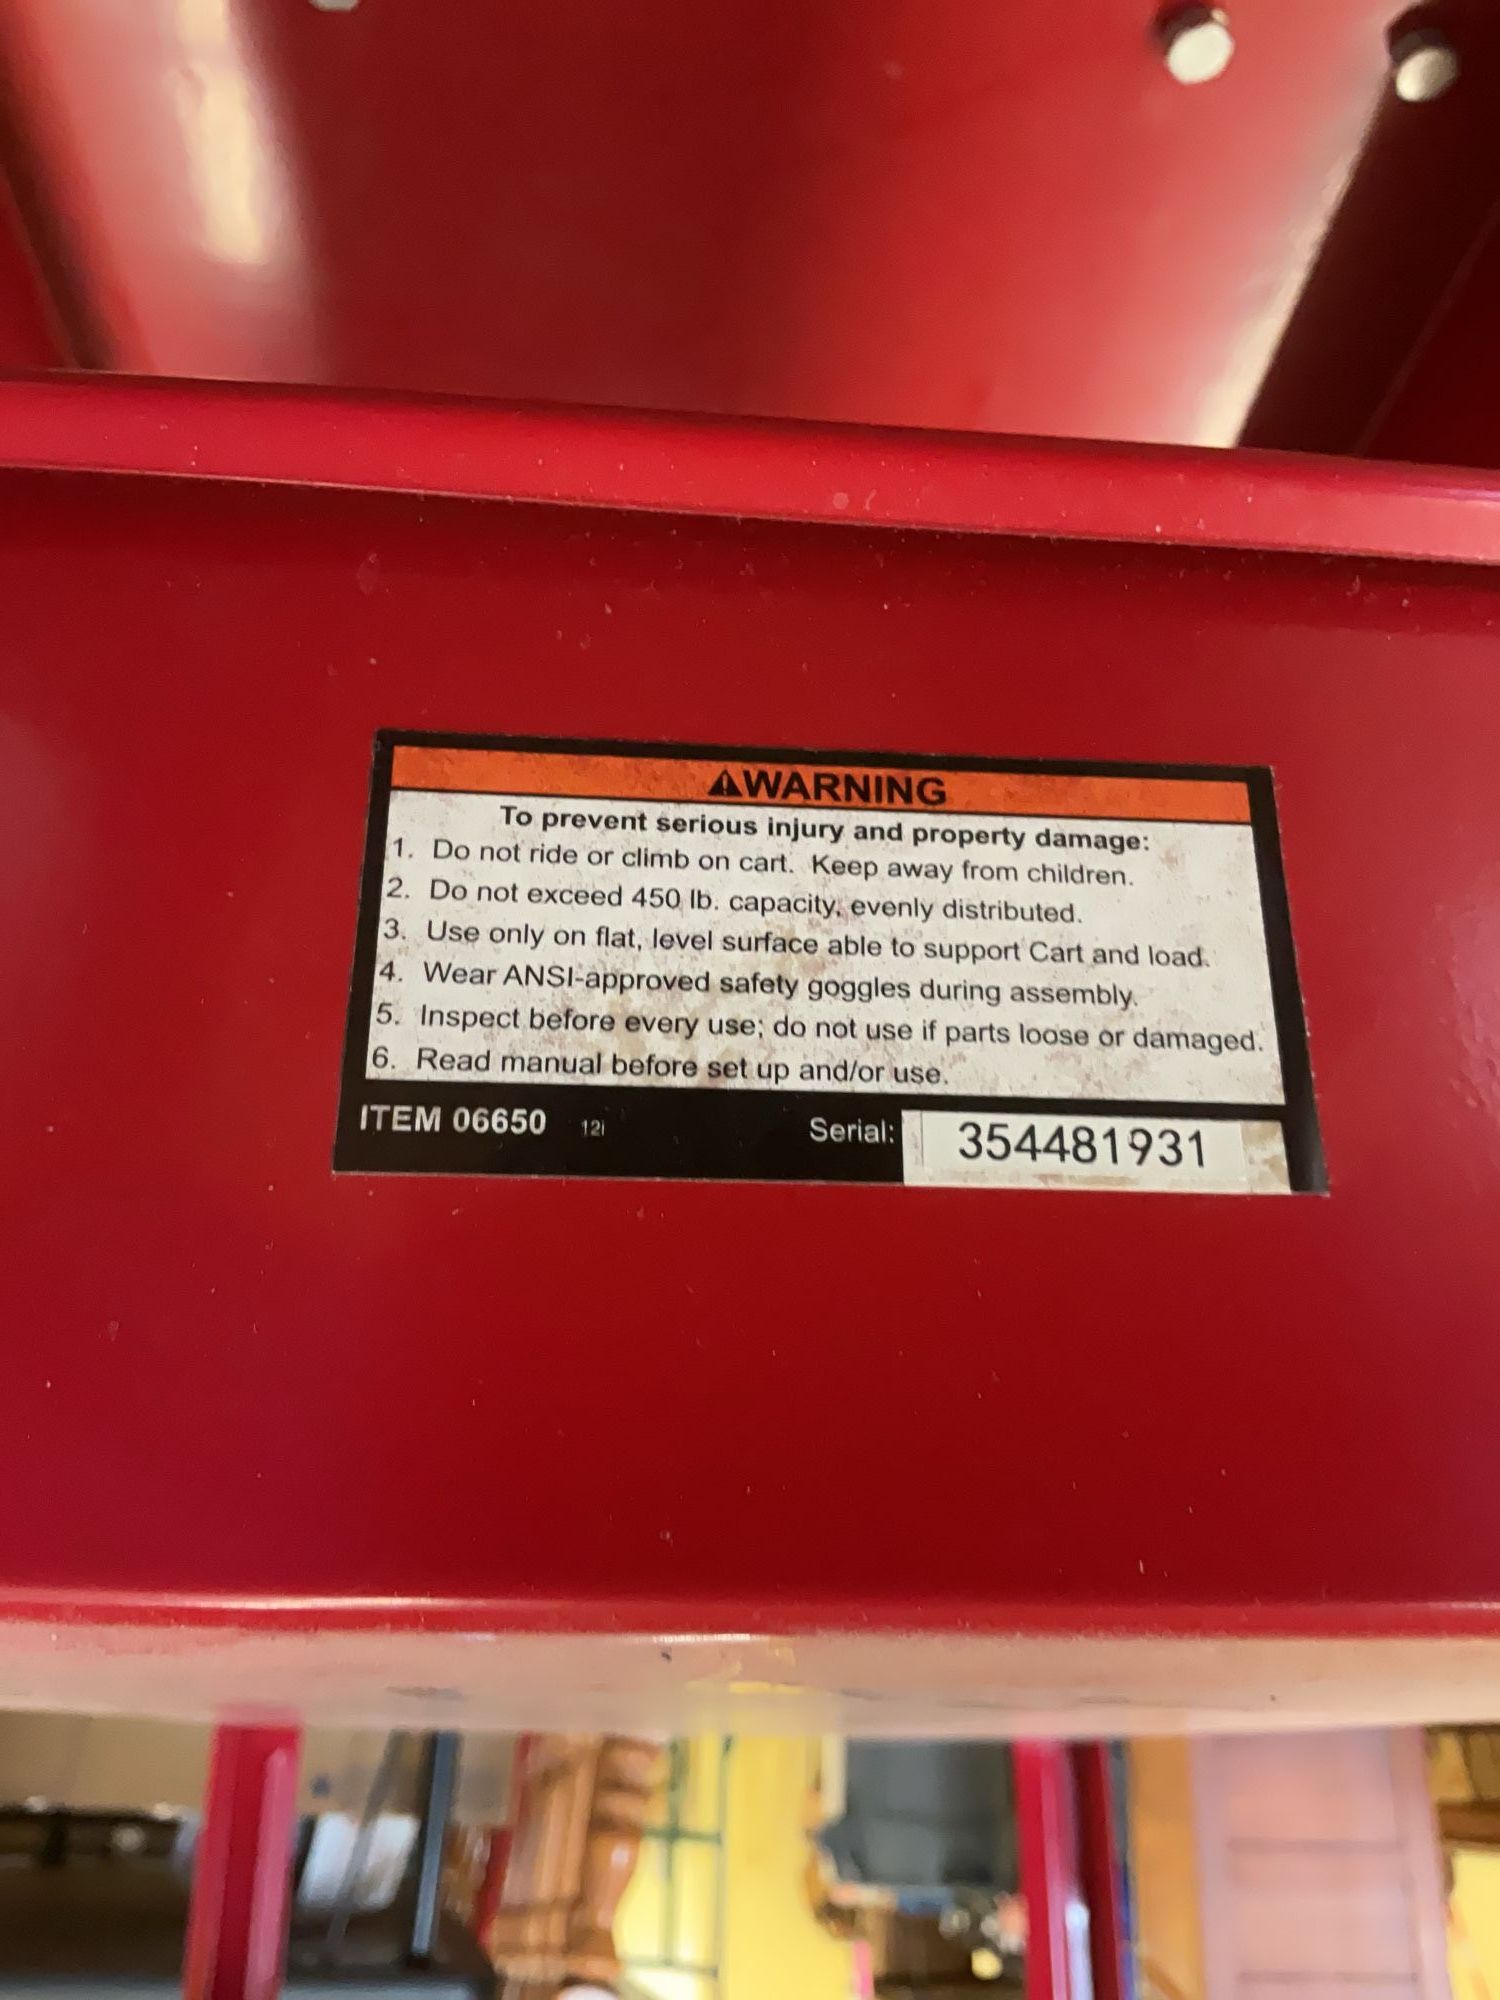 ⚠WARNING
To prevent serious injury and property damage:
1. Do not ride or climb on cart. Keep away from children.
2. Do not exceed 450 lb. capacity, evenly distributed.
3. Use only on flat, level surface able to support Cart and load.
4. Wear ANSI-approved safety goggles during assembly.
5. Inspect before every use; do not use if parts loose or damaged.
6. Read manual before set up and/or use.
ITEM 06650 12i Serial: 354481931